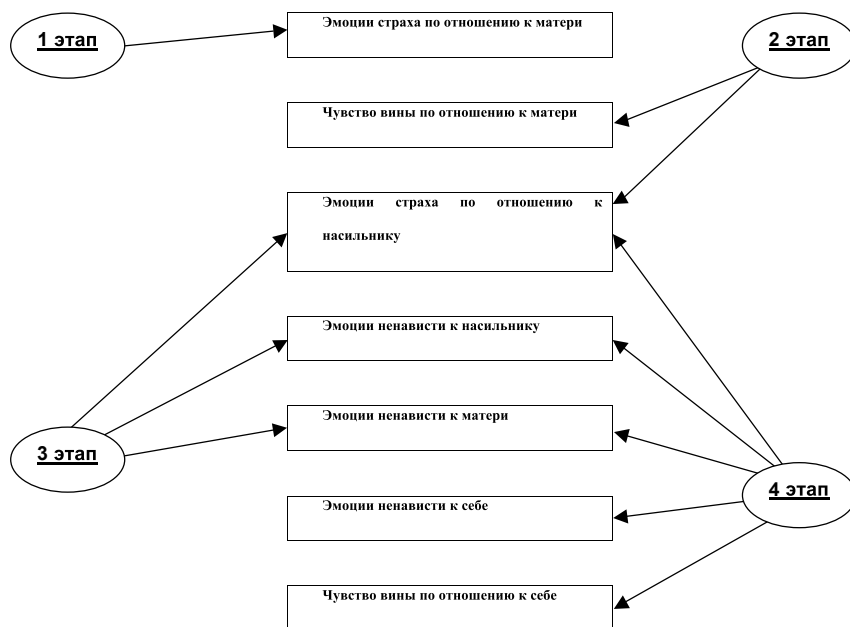 1 этап
Эмоции страха по отношению к матери
2 этап
Чувство вины по отношению к матери
Эмоции страха по отношению к
насильнику
Эмоции ненависти к насильнику
Эмоции ненависти к матери
3 этап
Эмоции ненависти к себе
4 этап
Чувство вины по отношению к себе